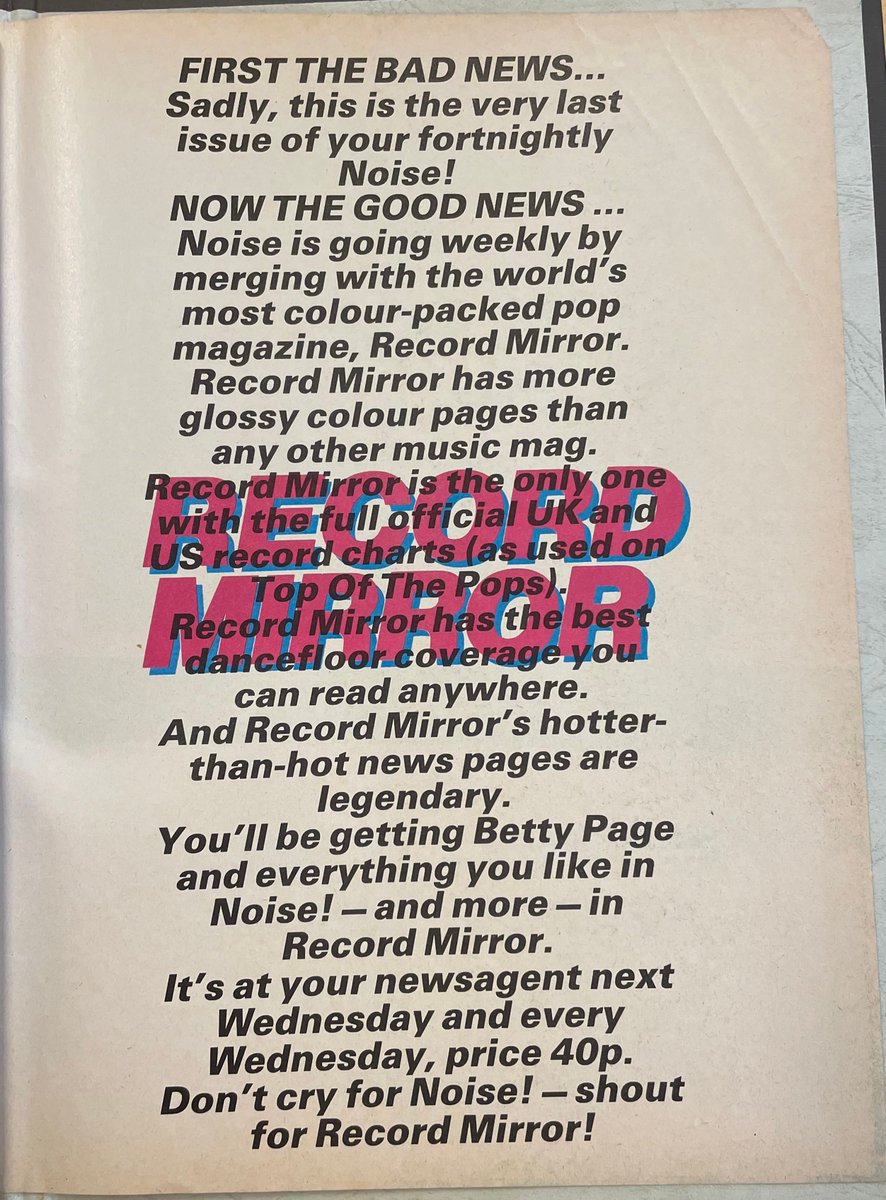 FIRST THE BAD NEWS...
Sadly, this is the very last
issue of your fortnightly
Noise!
NOW THE GOOD NEWS ...
Noise is going weekly by
merging with the world's
most colour-packed pop
magazine, Record Mirror.
Record Mirror has more
glossy colour pages than
any other music mag.
Record Mirror is the only one
with the full official UK and
US record charts (as used on
Top Of The Pops).
Record Mirror has the best
dancefloor coverage you
can read anywhere.
And Record Mirror's hotter-
than-hot news pages are
legendary.
You'll be getting Betty Page
and everything you like in
Noise! — and more — in
Record Mirror.
It's at your newsagent next
Wednesday and every
Wednesday, price 40p.
Don't cry for Noise! — shout
for Record Mirror!
RECORD
MIRROR